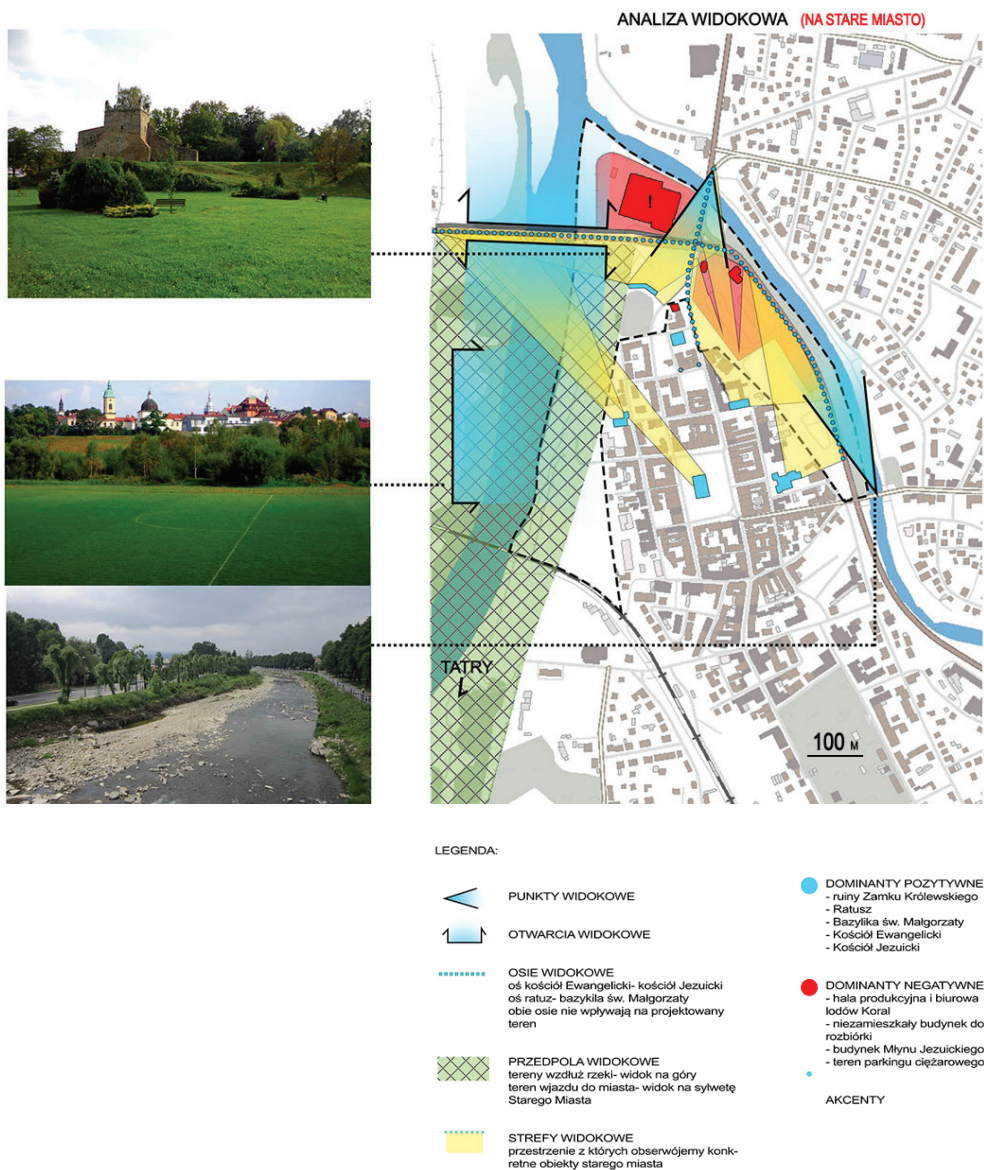 ANALIZA WIDOKOWA (NA STARE MIASTO)
!
TATRY
100 M
LEGENDA:
PUNKTY WIDOKOWE
OTWARCIA WIDOKOWE
OSIE WIDOKOWE
oś kościół Ewangelicki- kościół Jezuicki
oś ratuz- bazykila św. Małgorzaty
obie osie nie wpływają na projektowany
teren
PRZEDPOLA WIDOKOWE
tereny wzdłuż rzeki- widok na góry
teren wjazdu do miasta- widok na sylwetę
Starego Miasta
STREFY WIDOKOWE
przestrzenie z których obserwójemy konk-
retne obiekty starego miasta
DOMINANTY POZYTYWNE
- ruiny Zamku Królewskiego
- Ratusz
- Bazylika św. Małgorzaty
- Kościół Ewangelicki
- Kościół Jezuicki
DOMINANTY NEGATYWNE
- hala produkcyjna i biurowa
lodów Koral
- niezamieszkały budynek do
rozbiórki
- budynek Młynu Jezuickiego
- teren parkingu ciężarowego
AKCENTY